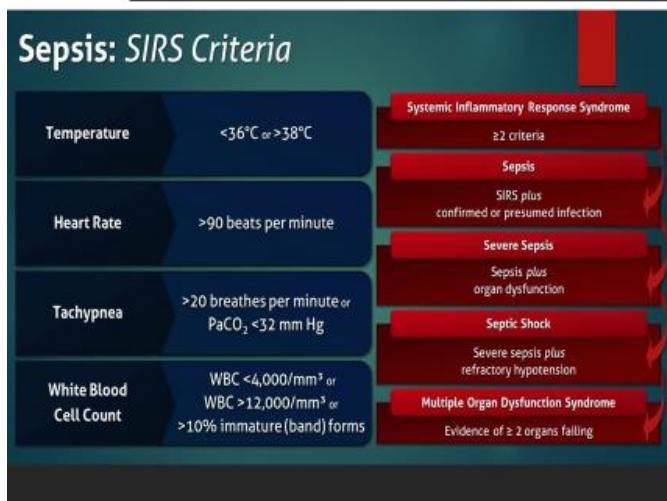 Sepsis: SIRS Criteria
Temperature
<36°C or >38°C
Heart Rate
>90 beats per minute
Tachypnea
>20 breathes per minute or
PaCO₂ <32 mm Hg
White Blood
Cell Count
WBC <4,000/mm³ or
WBC >12,000/mm³ or
>10% immature (band) forms
Systemic Inflammatory Response Syndrome
≥2 criteria
Sepsis
SIRS plus
confirmed or presumed infection
Severe Sepsis
Sepsis plus
organ dysfunction
Septic Shock
Severe sepsis plus
refractory hypotension
Multiple Organ Dysfunction Syndrome
Evidence of ≥ 2 organs failing